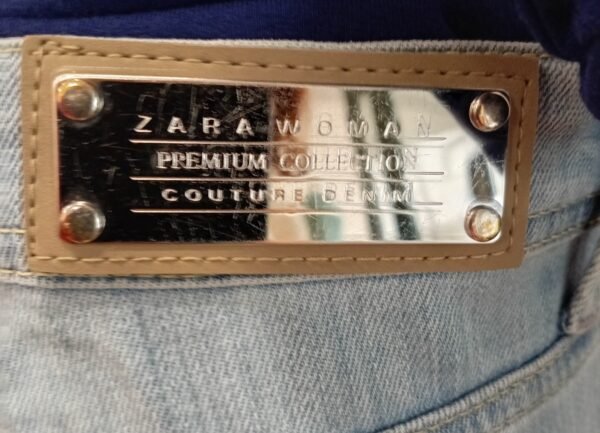 ZARA WOMAN
PREMIUM COLLECTION
COUTURE DENIM